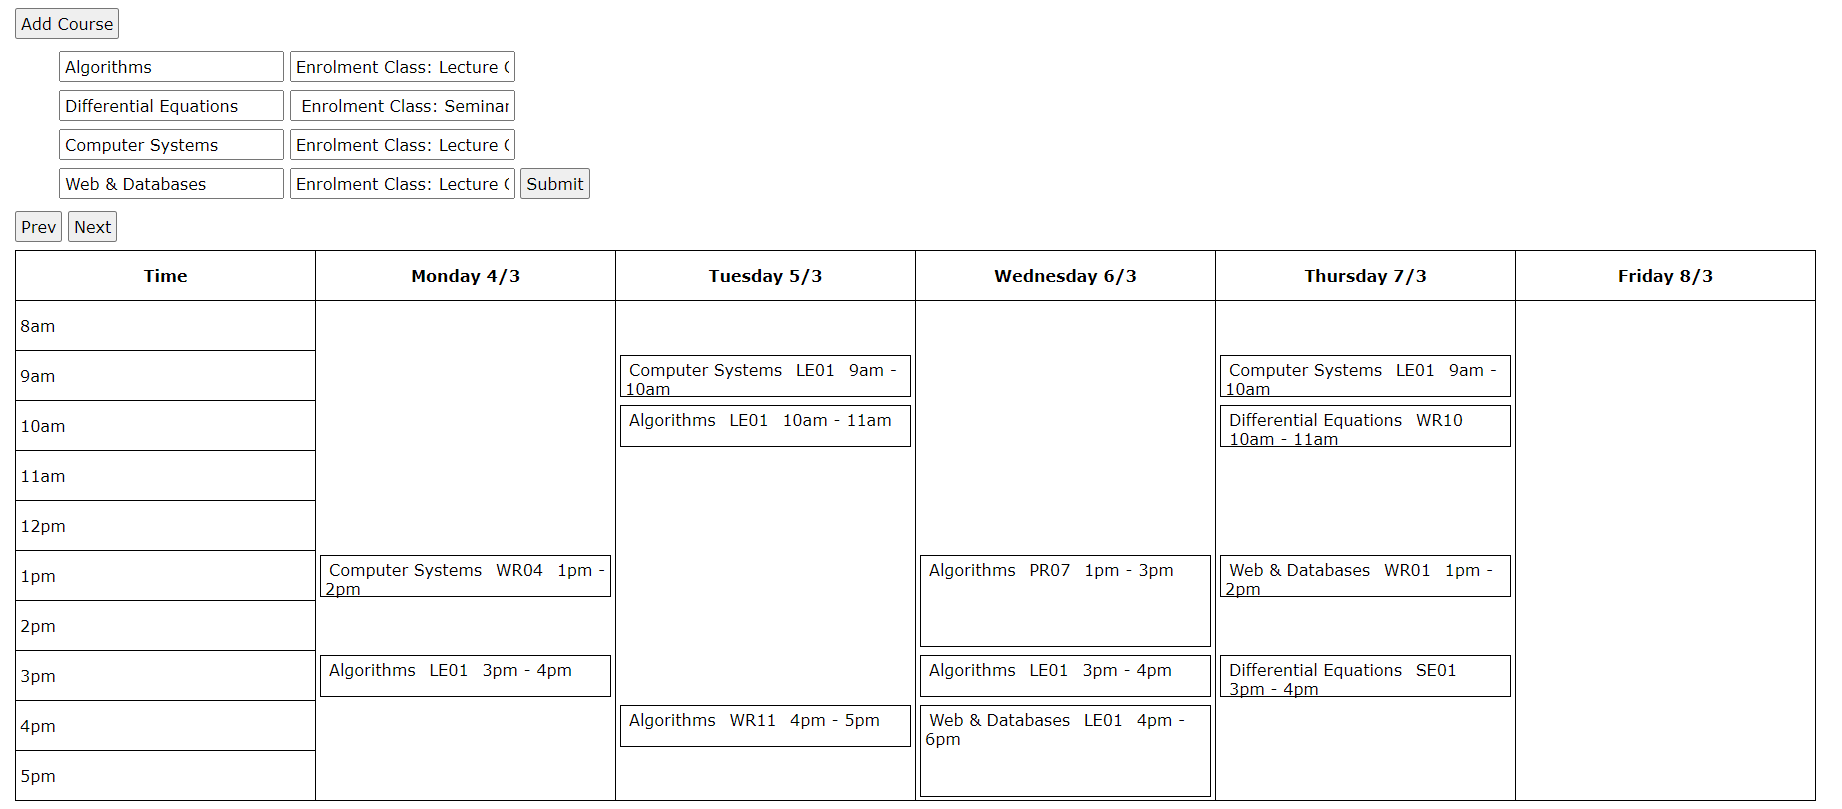 Add Course
Algorithms Enrolment Class: Lecture
Differential Equations Enrolment Class: Seminar
Computer Systems Enrolment Class: Lecture
Web & Databases Enrolment Class: Lecture Submit
Prev Next
Time Monday 4/3 Tuesday 5/3 Wednesday 6/3 Thursday 7/3 Friday 8/3
8am
9am
Computer Systems LE01 9am -
10am
Computer Systems LE01 9am -
10am
10am
Algorithms LE01 10am - 11am
Differential Equations WR10
10am - 11am
11am
12pm
1pm
Computer Systems WR04 1pm -
2pm
Algorithms PR07 1pm - 3pm
Web & Databases WR01 1pm -
2pm
2pm
3pm
Algorithms LE01 3pm - 4pm
Algorithms LE01 3pm - 4pm
Differential Equations SE01
3pm - 4pm
4pm
Algorithms WR11 4pm - 5pm
Web & Databases LE01 4pm -
6pm
5pm